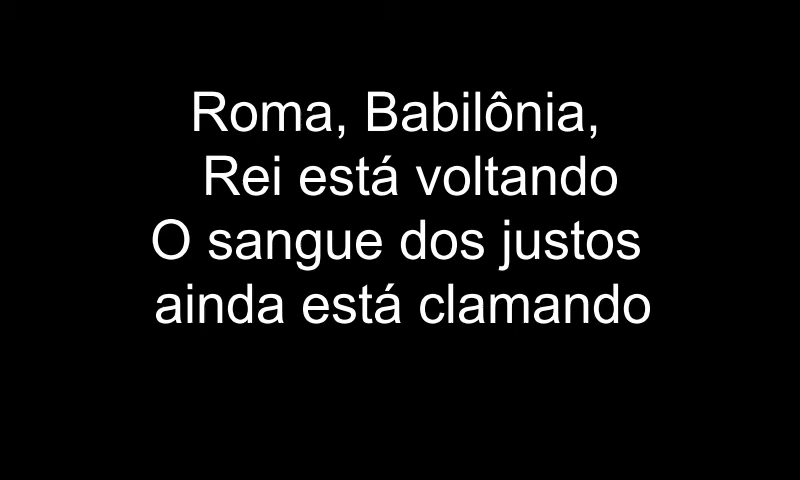 Roma, Babilônia,
Rei está voltando
O sangue dos justos
ainda está clamando